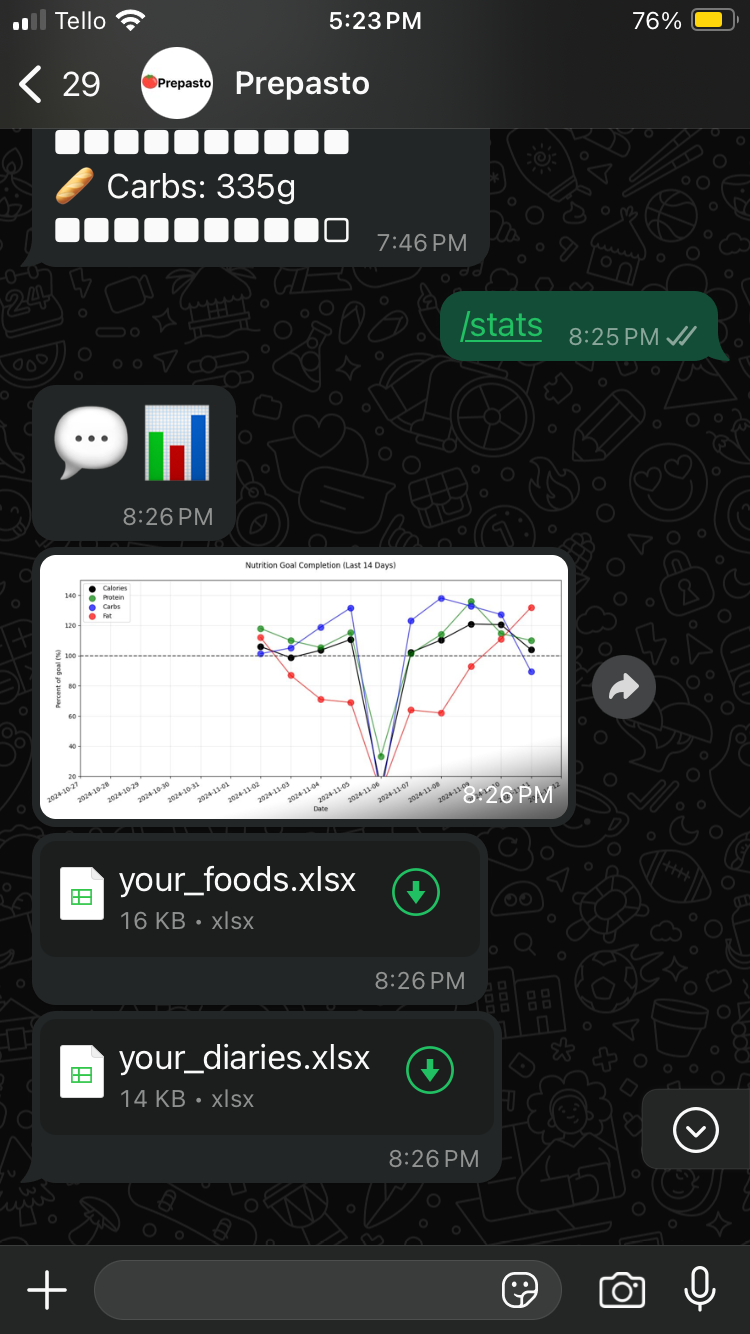 Tello
5:23 PM
76%
29
Prepasto
Prepasto
🥖 Carbs: 335g
7:46 PM
/stats
8:25 PM
8:26 PM
Nutrition Goal Completion (Last 14 Days)
Calories
Protein
Carbs
Fat
140
120
100
80
60
40
20
Percent of goal (%)
2024-10-27
2024-10-28
2024-10-29
2024-10-30
2024-10-31
2024-11-01
2024-11-02
2024-11-03
2024-11-04
2024-11-05
2024-11-06
2024-11-07
2024-11-08
2024-11-09
Date
8:26 PM
your_foods.xlsx
16 KB • xlsx
8:26 PM
your_diaries.xlsx
14 KB • xlsx
8:26 PM